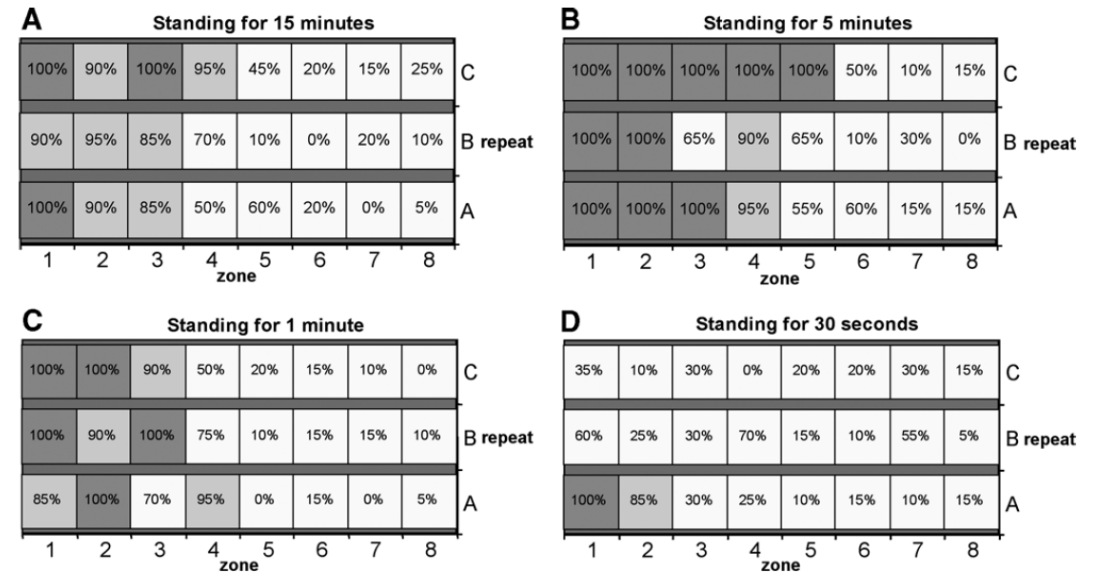 A Standing for 15 minutes
100% 90% 100% 95% 45% 20% 15% 25% C
90% 95% 85% 70% 10% 0% 20% 10% B repeat
100% 90% 85% 50% 60% 20% 0% 5% A
1 2 3 4 5 6 7 8
zone
B Standing for 5 minutes
100% 100% 100% 100% 100% 50% 10% 15% C
100% 100% 65% 90% 65% 10% 30% 0% B repeat
100% 100% 100% 95% 55% 60% 15% 15% A
1 2 3 4 5 6 7 8
zone
C Standing for 1 minute
100% 100% 90% 50% 20% 15% 10% 0% C
100% 90% 100% 75% 10% 15% 15% 10% B repeat
85% 100% 70% 95% 0% 15% 0% 5% A
1 2 3 4 5 6 7 8
zone
D Standing for 30 seconds
35% 10% 30% 0% 20% 20% 30% 15% C
60% 25% 30% 70% 15% 10% 55% 5% B repeat
100% 85% 30% 25% 10% 15% 10% 15% A
1 2 3 4 5 6 7 8
zone